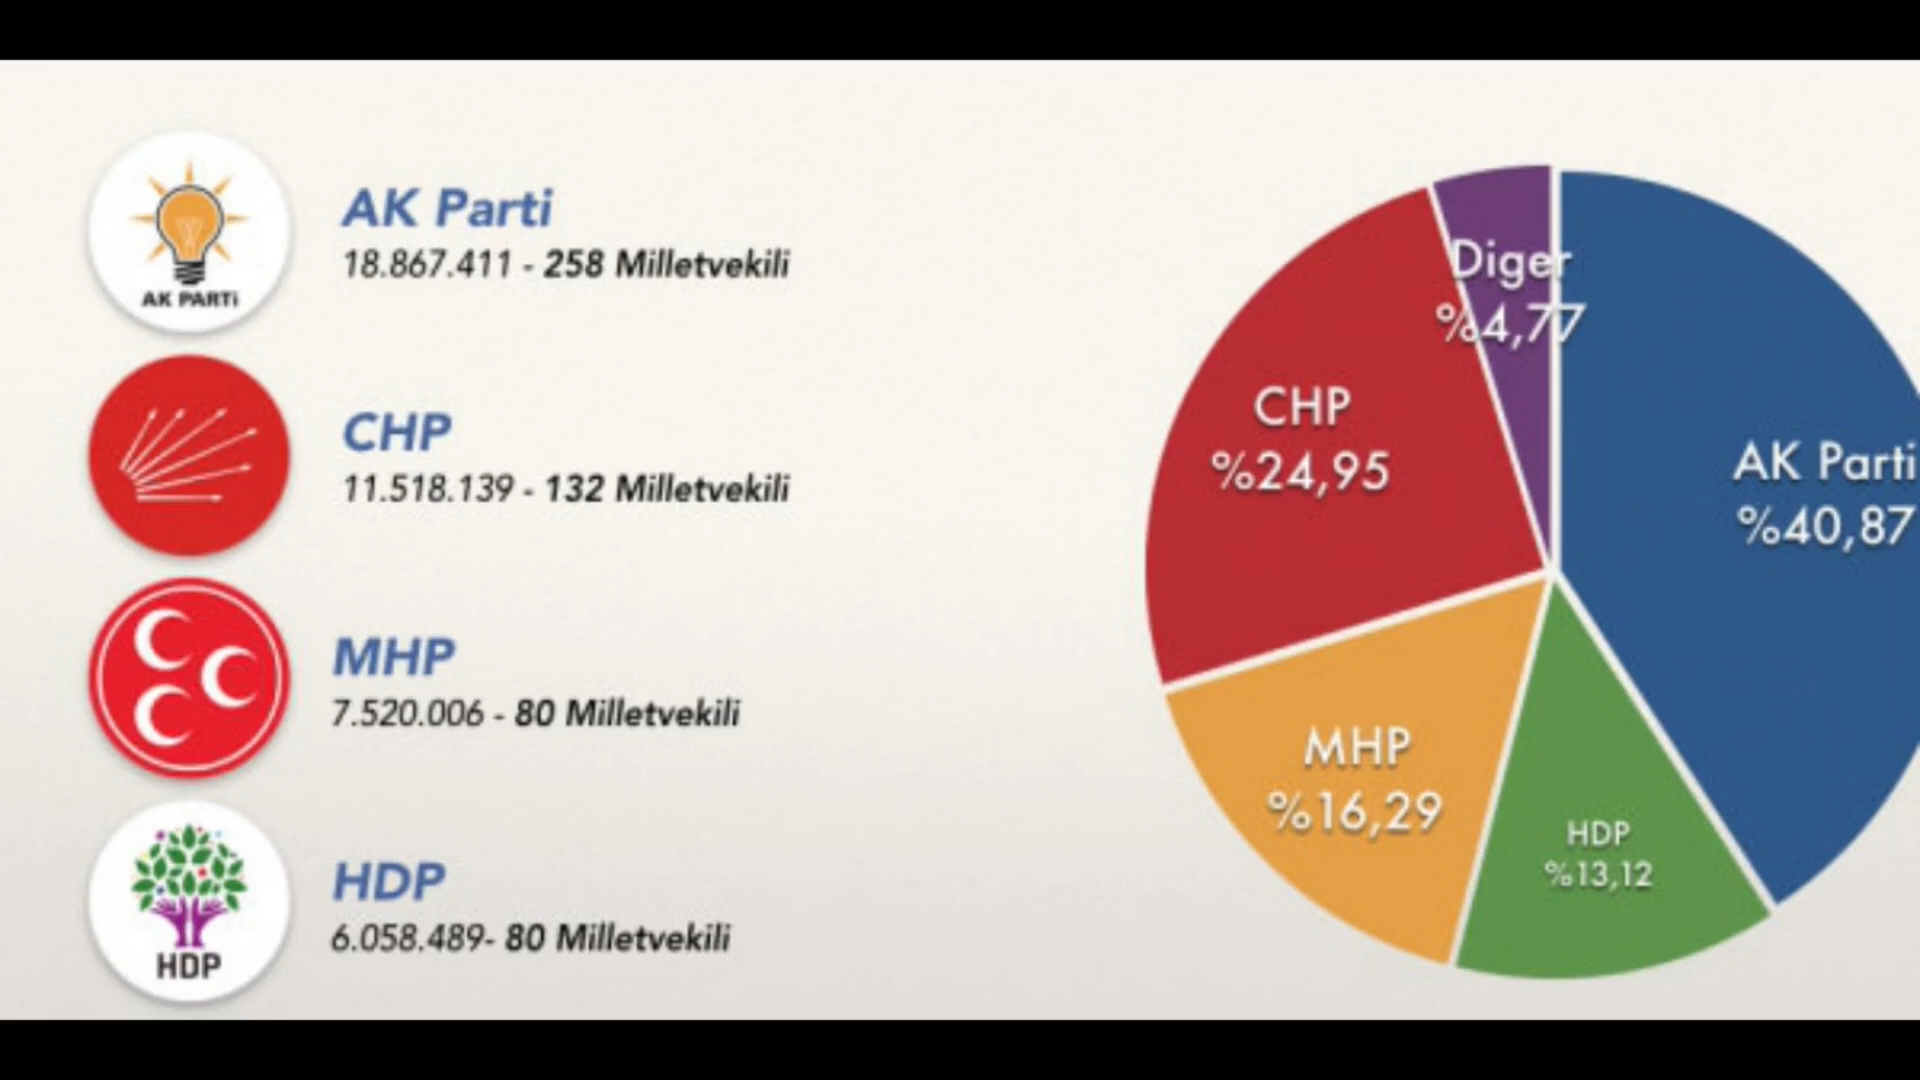 AK PARTİ
AK Parti
18.867.411 - 258 Milletvekili
CHP
11.518.139 - 132 Milletvekili
MHP
7.520.006 - 80 Milletvekili
HDP
HDP
6.058.489- 80 Milletvekili
Diger
%4,77
CHP
%24,95
AK Parti
%40,87
MHP
%16,29
HDP
%13,12